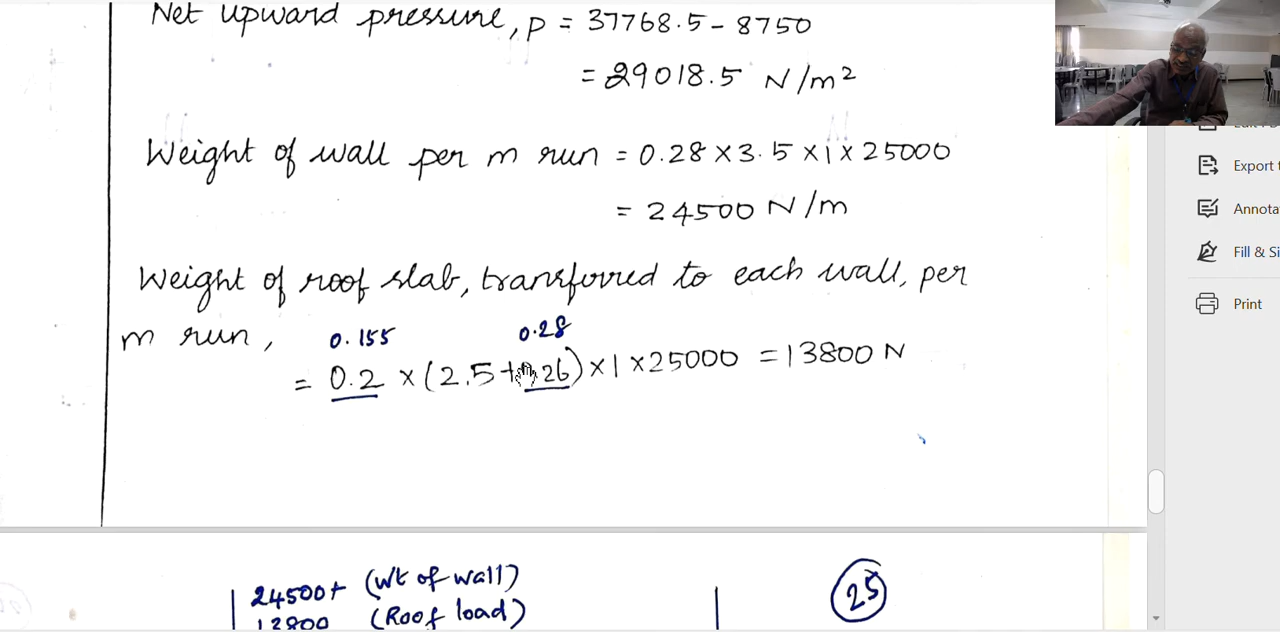 Net upward pressure, p = 37768.5 - 8750
= 29018.5 N/m²
Weight of wall per m run = 0.28 × 3.5 × 1 × 25000
= 24500 N/m
Weight of roof slab, transferred to each wall, per
m run, 0.155 0.28
= 0.2 × (2.5 + .26) × 1 × 25000 = 13800 N
24500+ (Wt of wall)
(Roof load)
25
Export t
Annota
Fill & Si
Print